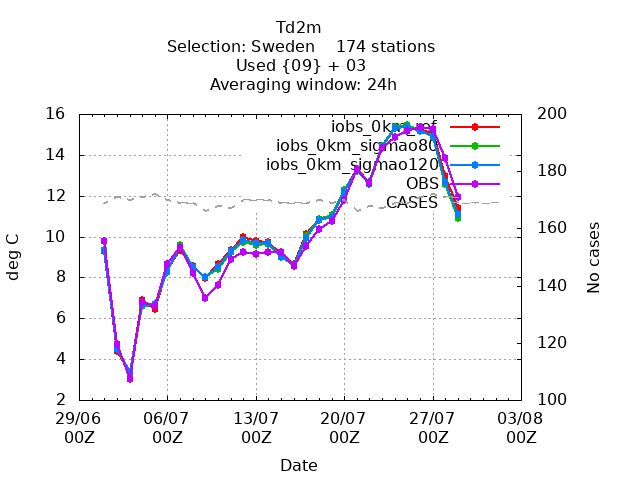 Td2m
Selection: Sweden    174 stations
Used {09} + 03
Averaging window: 24h
16
14
12
10
8
6
4
2
deg C
200
180
160
140
120
100
No cases
iobs_0km_ref
iobs_0km_sigmao80
iobs_0km_sigmao120
OBS
CASES
29/06 06/07 13/07 20/07 27/07 03/08
00Z 00Z 00Z 00Z 00Z 00Z
Date